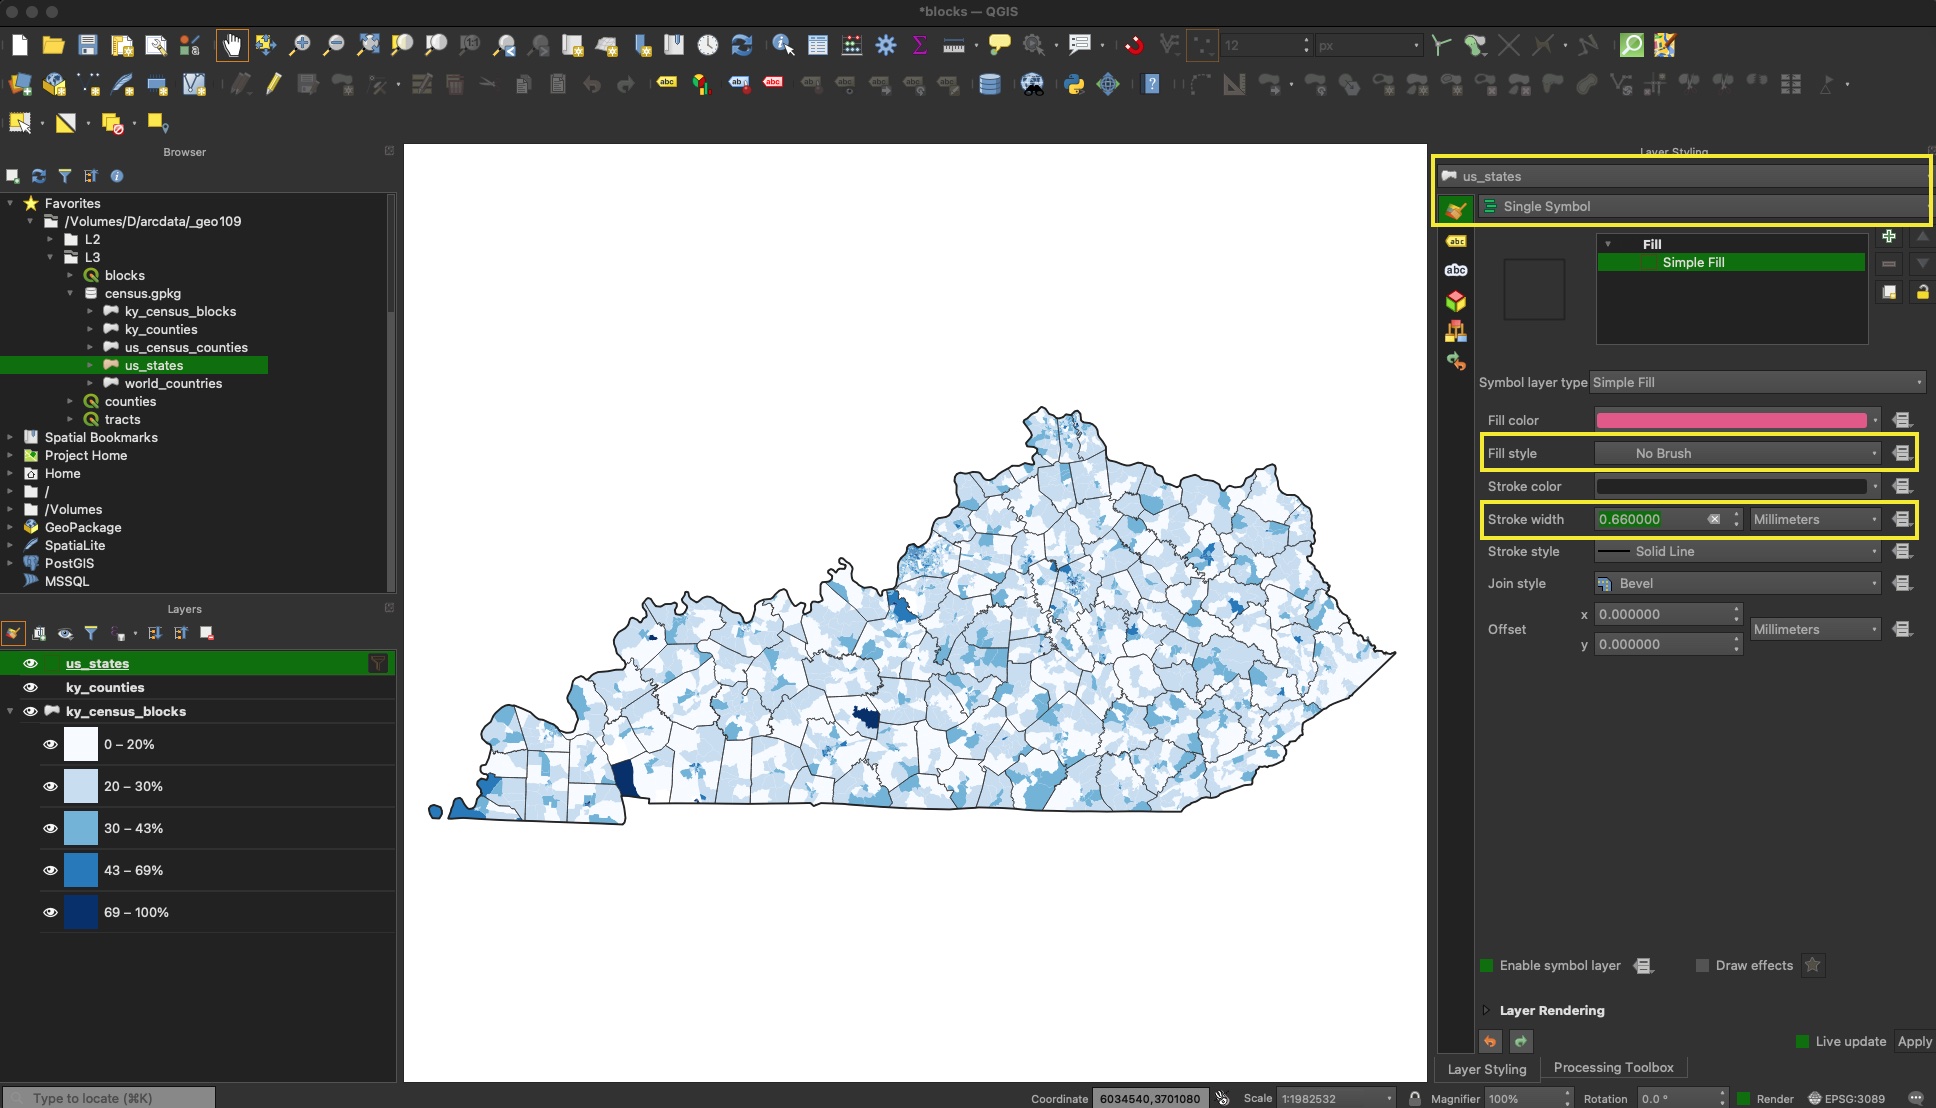 *blocks — QGIS
12
px
Browser
Favorites
/Volumes/D/arcdata/_geo109
L2
L3
blocks
census.gpkg
ky_census_blocks
ky_counties
us_census_counties
us_states
world_countries
counties
tracts
Spatial Bookmarks
Project Home
Home
/
/Volumes
GeoPackage
SpatiaLite
PostGIS
MSSQL
Layers
us_states
ky_counties
ky_census_blocks
0 – 20%
20 – 30%
30 – 43%
43 – 69%
69 – 100%
Layer Styling
us_states
Single Symbol
Fill
Simple Fill
Symbol layer type Simple Fill
Fill color
Fill style No Brush
Stroke color
Stroke width 0.660000 Millimeters
Stroke style Solid Line
Join style Bevel
x 0.000000
Offset Millimeters
y 0.000000
Enable symbol layer Draw effects
Layer Rendering
Live update Apply
Layer Styling Processing Toolbox
Type to locate (⌘K) Coordinate 6034540,3701080 Scale 1:1982532 Magnifier 100% Rotation 0.0 ° Render EPSG:3089